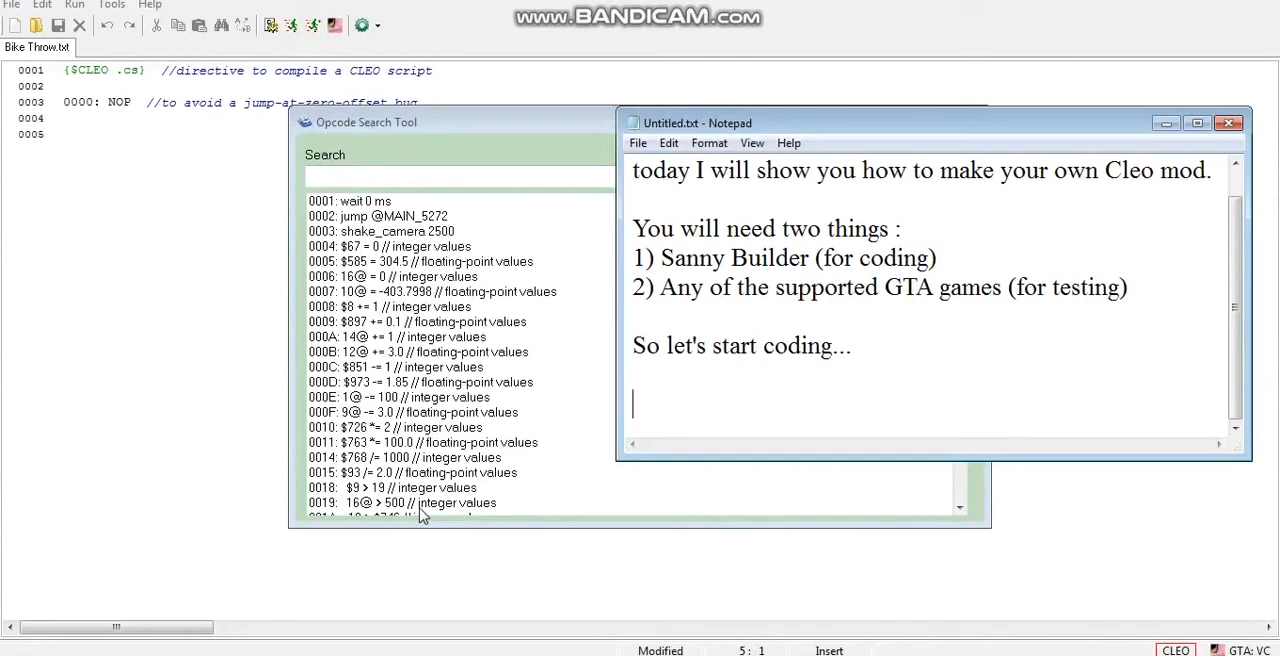 www.BANDICAM.com
File Edit Run Tools Help
Bike Throw.txt
0001 {$CLEO .cs} //directive to compile a CLEO script
0002
0003 0000: NOP //to avoid a jump-at-zero-offset bug
0004
0005
Opcode Search Tool
Search
0001: wait 0 ms
0002: jump @MAIN_5272
0003: shake_camera 2500
0004: $67 = 0 // integer values
0005: $585 = 304.5 // floating-point values
0006: 16@ = 0 // integer values
0007: 10@ = -403.7998 // floating-point values
0008: $8 += 1 // integer values
0009: $897 += 0.1 // floating-point values
000A: 14@ += 1 // integer values
000B: 12@ += 3.0 // floating-point values
000C: $851 -= 1 // integer values
000D: $973 -= 1.85 // floating-point values
000E: 1@ -= 100 // integer values
000F: 9@ -= 3.0 // floating-point values
0010: $726 *= 2 // integer values
0011: $763 *= 100.0 // floating-point values
0014: $768 /= 1000 // integer values
0015: $93 /= 2.0 // floating-point values
0018: $9 > 19 // integer values
0019: 16@ > 500 // integer values
Untitled.txt - Notepad
File Edit Format View Help
today I will show you how to make your own Cleo mod.
You will need two things :
1) Sanny Builder (for coding)
2) Any of the supported GTA games (for testing)
So let's start coding...
Modified 5: 1 Insert CLEO GTA: VC